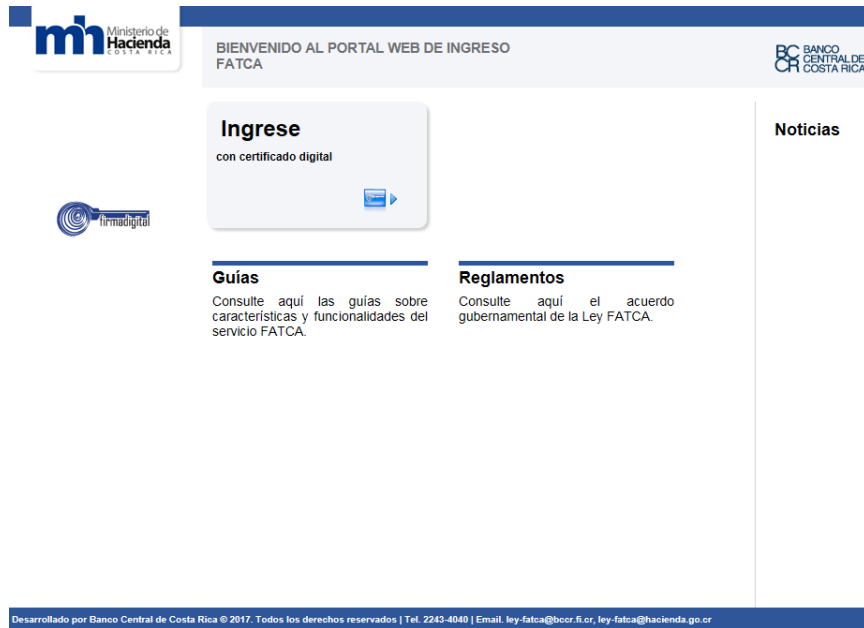 Ministerio de
Hacienda
COSTA RICA
BIENVENIDO AL PORTAL WEB DE INGRESO
FATCA
BANCO
CENTRAL DE
COSTA RICA
BC
CR
Ingrese
con certificado digital
Noticias
firmadigital
Guías
Consulte aquí las guías sobre
características y funcionalidades del
servicio FATCA.
Reglamentos
Consulte aquí el acuerdo
gubernamental de la Ley FATCA.
Desarrollado por Banco Central de Costa Rica © 2017. Todos los derechos reservados | Tel. 2243-4040 | Email. ley-fatca@bccr.fi.cr, ley-fatca@hacienda.go.cr